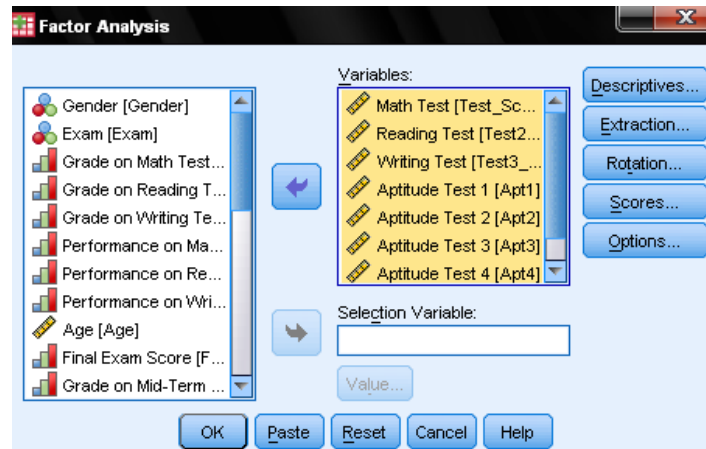 Factor Analysis
Variables:
Gender [Gender]
Exam [Exam]
Grade on Math Test...
Grade on Reading T...
Grade on Writing Te...
Performance on Ma...
Performance on Re...
Performance on Wri...
Age [Age]
Final Exam Score [F...
Grade on Mid-Term ...
Math Test [Test_Sc...
Reading Test [Test2...
Writing Test [Test3_...
Aptitude Test 1 [Apt1]
Aptitude Test 2 [Apt2]
Aptitude Test 3 [Apt3]
Aptitude Test 4 [Apt4]
Selection Variable:
Value...
Descriptives...
Extraction...
Rotation...
Scores...
Options...
OK
Paste
Reset
Cancel
Help